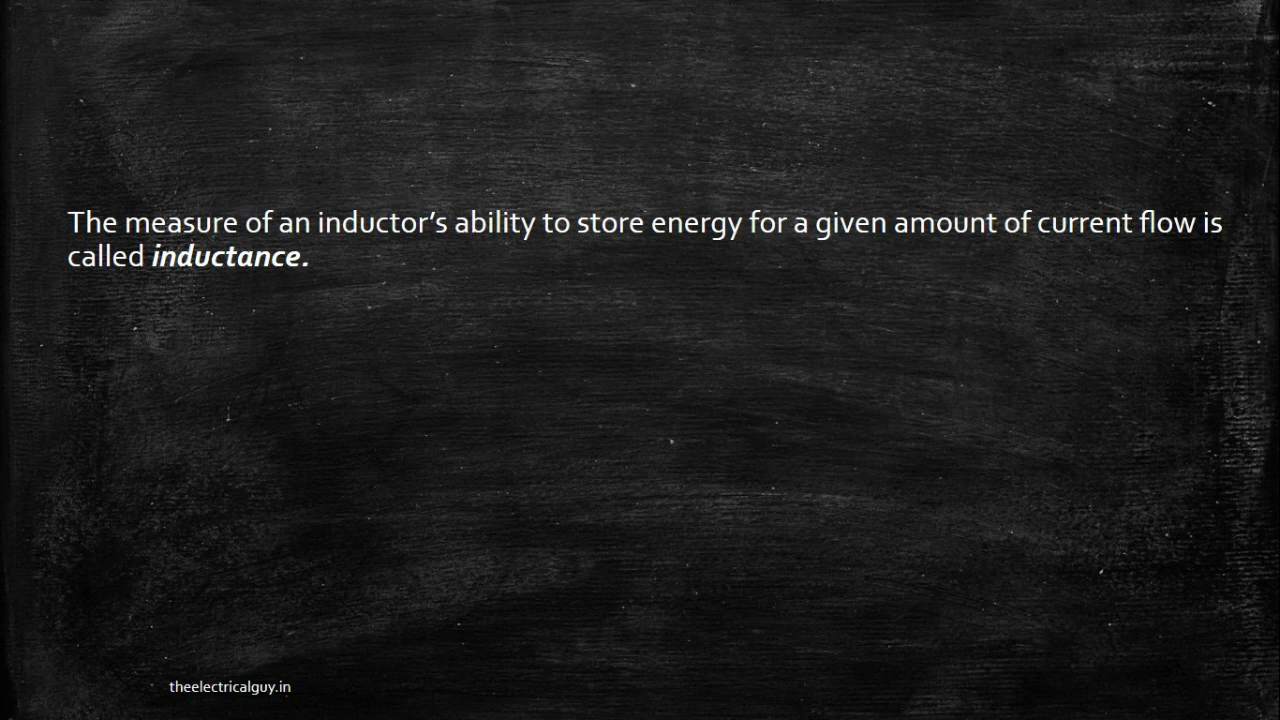 The measure of an inductor’s ability to store energy for a given amount of current flow is
called inductance.
theelectricalguy.in